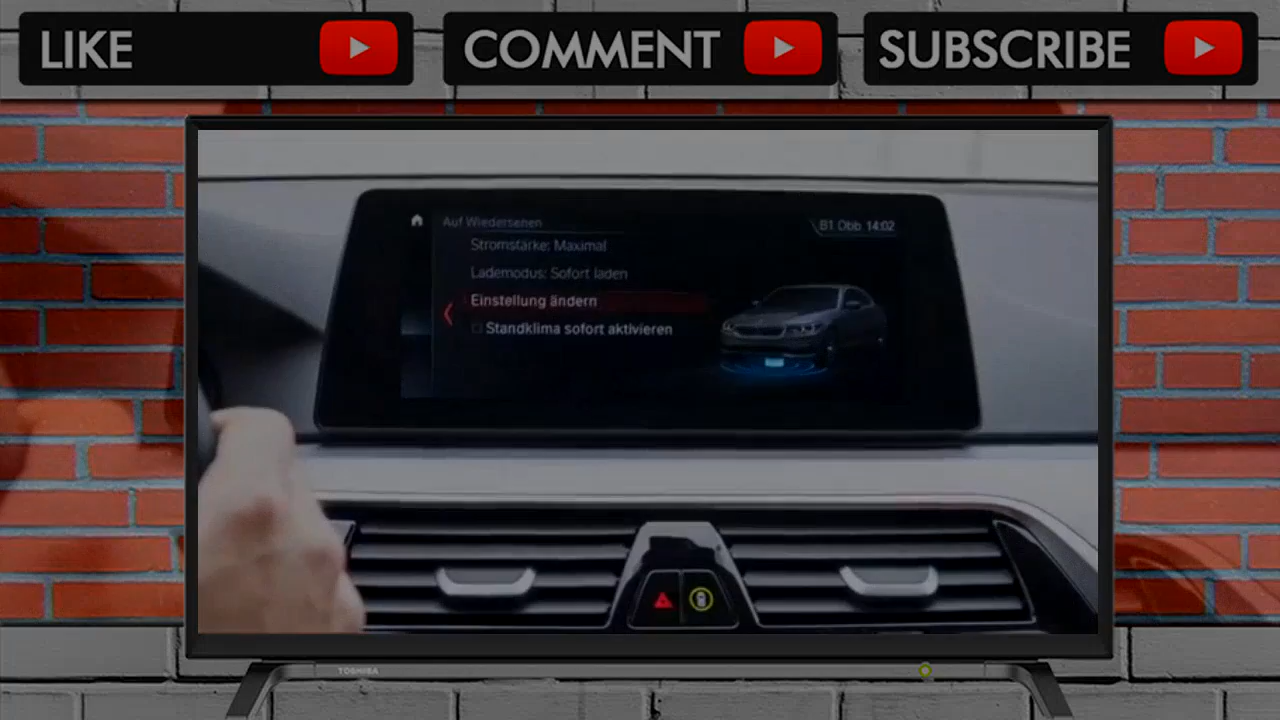 LIKE
COMMENT
SUBSCRIBE
Auf Wiedersehen
B1 Obb 14:02
Stromstärke: Maximal
Lademodus: Sofort laden
Einstellung ändern
Standklima sofort aktivieren
TOSHIBA